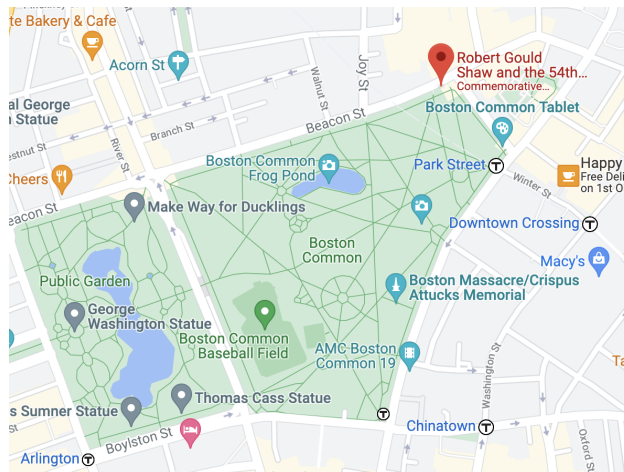 te Bakery & Cafe
Acorn St
al George
n Statue
Walnut St
Joy St
Robert Gould
Shaw and the 54th...
Commemorative...
Beacon St
Boston Common Tablet
Branch St
River St
hestnut St
Boston Common
Frog Pond
Park Street
Happy
Free Deli
on 1st O
Cheers
Winter St
Beacon St
Make Way for Ducklings
Downtown Crossing
Boston
Common
Macy's
Public Garden
Boston Massacre/Crispus
Attucks Memorial
George
Washington Statue
Boston Common
Baseball Field
AMC Boston
Common 19
Washington St
Ta
Thomas Cass Statue
s Sumner Statue
Chinatown
Boylston St
Oxford St
Arlington